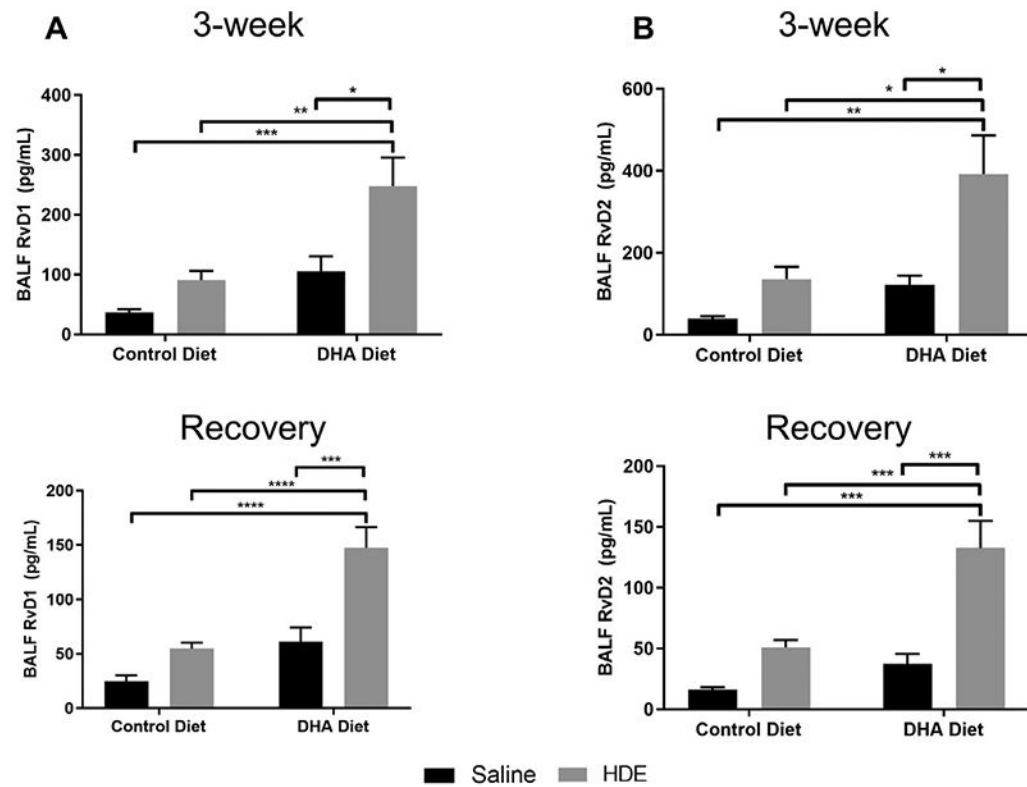 A
3-week
400
300
200
100
0
BALF RvD1 (pg/mL)
*
**
***
Control Diet
DHA Diet
B
3-week
600
400
200
0
BALF RvD2 (pg/mL)
*
*
**
Control Diet
DHA Diet
Recovery
200
150
100
50
0
BALF RvD1 (pg/mL)
***
****
****
Control Diet
DHA Diet
Recovery
200
150
100
50
0
BALF RvD2 (pg/mL)
***
***
***
Control Diet
DHA Diet
Saline
HDE